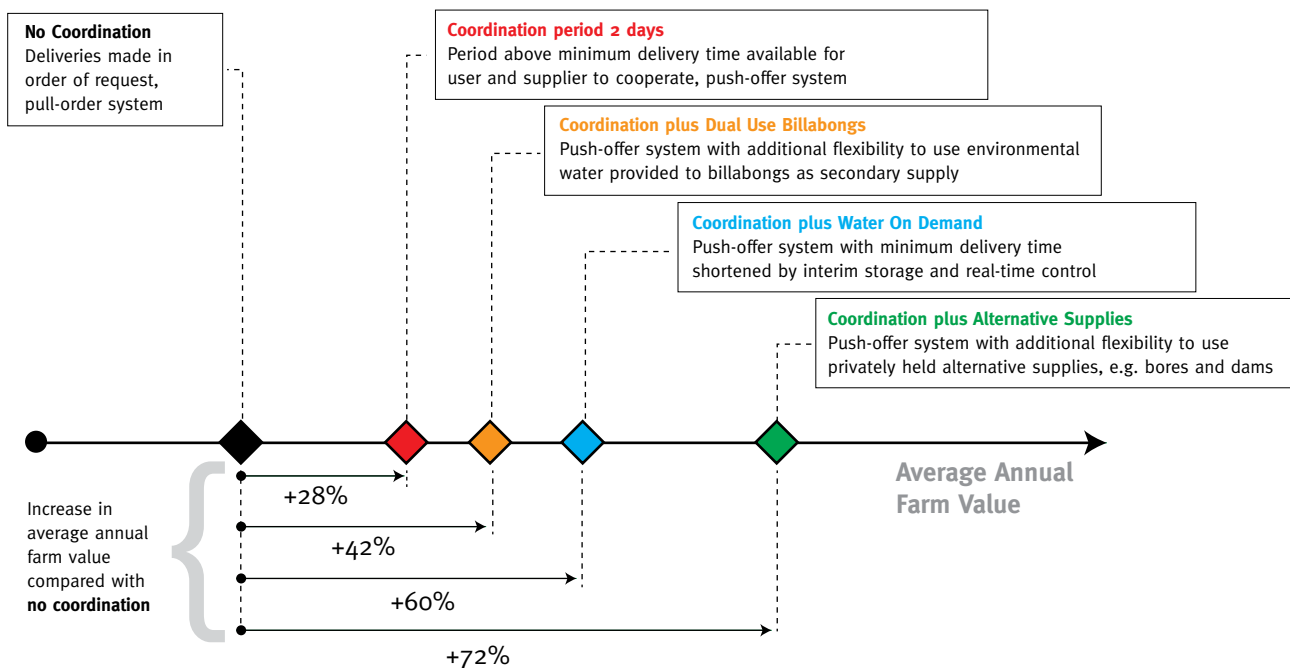 No Coordination
Deliveries made in
order of request,
pull-order system
Coordination period 2 days
Period above minimum delivery time available for
user and supplier to cooperate, push-offer system
Coordination plus Dual Use Billabongs
Push-offer system with additional flexibility to use environmental
water provided to billabongs as secondary supply
Coordination plus Water On Demand
Push-offer system with minimum delivery time
shortened by interim storage and real-time control
Coordination plus Alternative Supplies
Push-offer system with additional flexibility to use
privately held alternative supplies, e.g. bores and dams
Average Annual
Farm Value
Increase in
average annual
farm value
compared with
no coordination
+28%
+42%
+60%
+72%